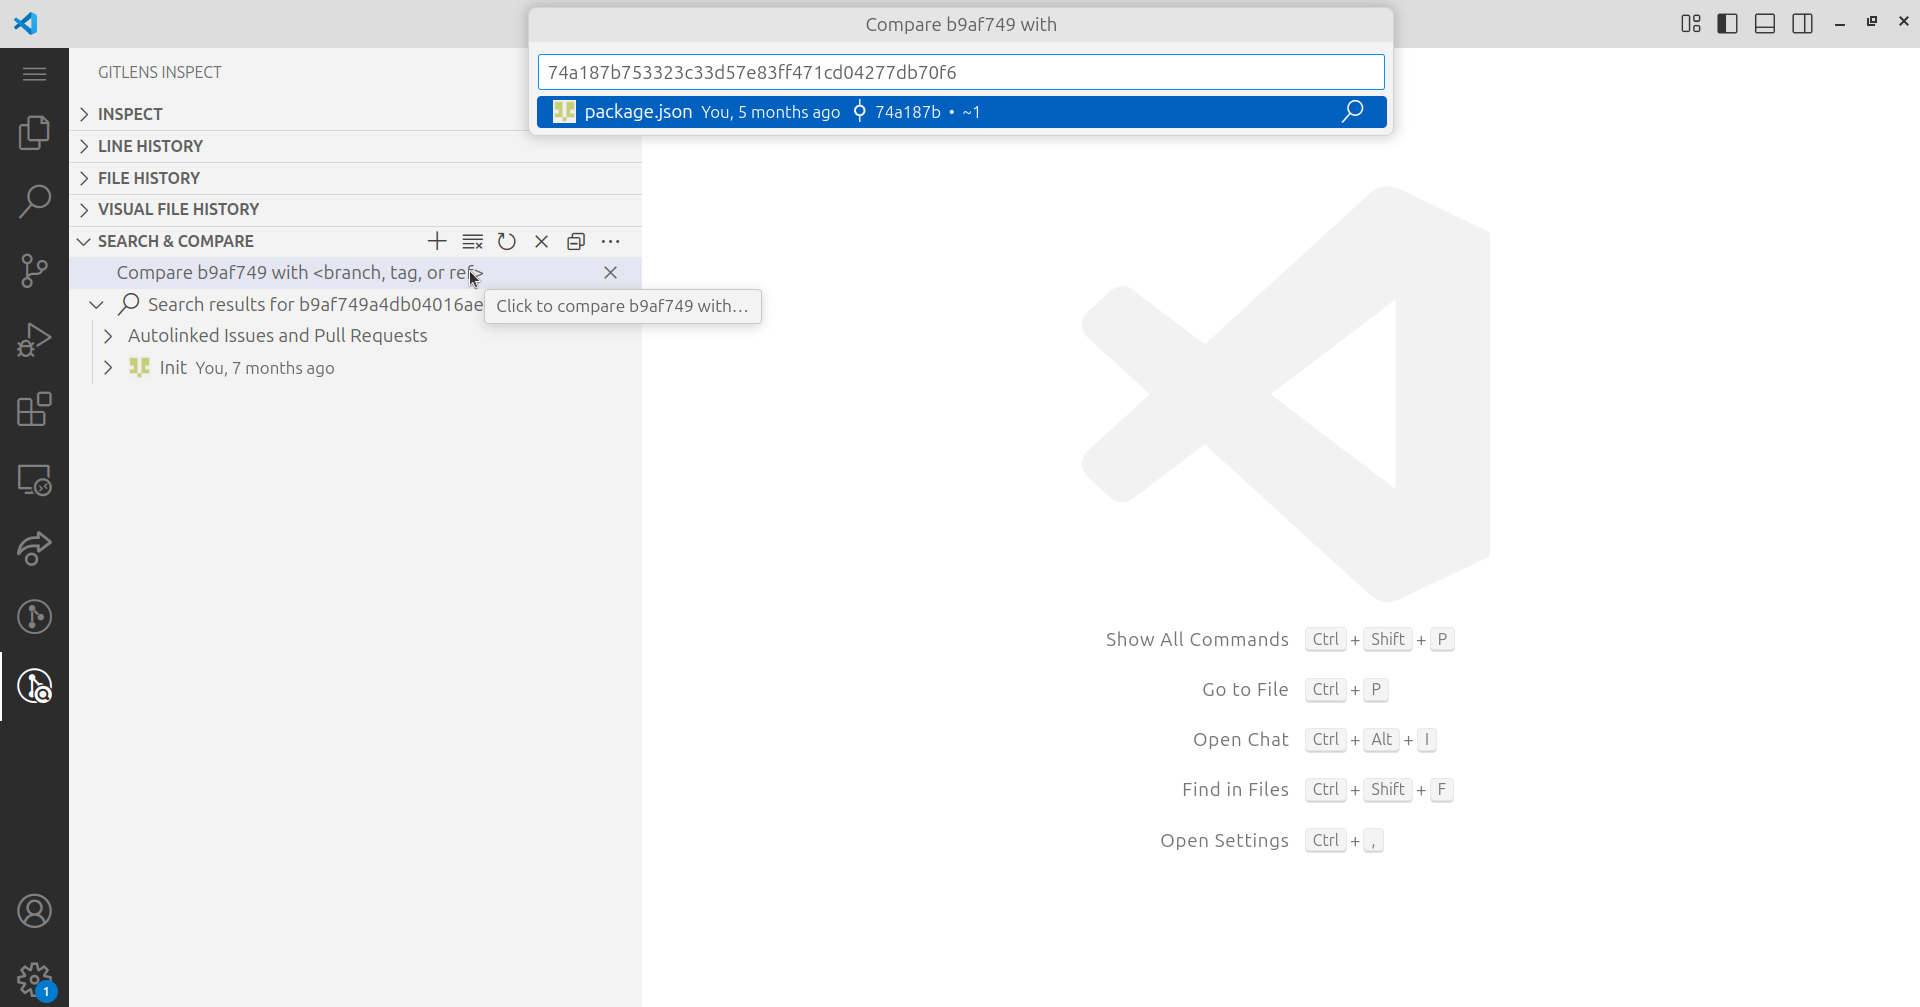 Compare b9af749 with
74a187b753323c33d57e83ff471cd04277db70f6
package.json You, 5 months ago 74a187b • ~1
GITLENS INSPECT
INSPECT
LINE HISTORY
FILE HISTORY
VISUAL FILE HISTORY
SEARCH & COMPARE
Compare b9af749 with <branch, tag, or ref>
Search results for b9af749a4db04016ae
Click to compare b9af749 with...
Autolinked Issues and Pull Requests
Init You, 7 months ago
Show All Commands Ctrl + Shift + P
Go to File Ctrl + P
Open Chat Ctrl + Alt + I
Find in Files Ctrl + Shift + F
Open Settings Ctrl + ,
1